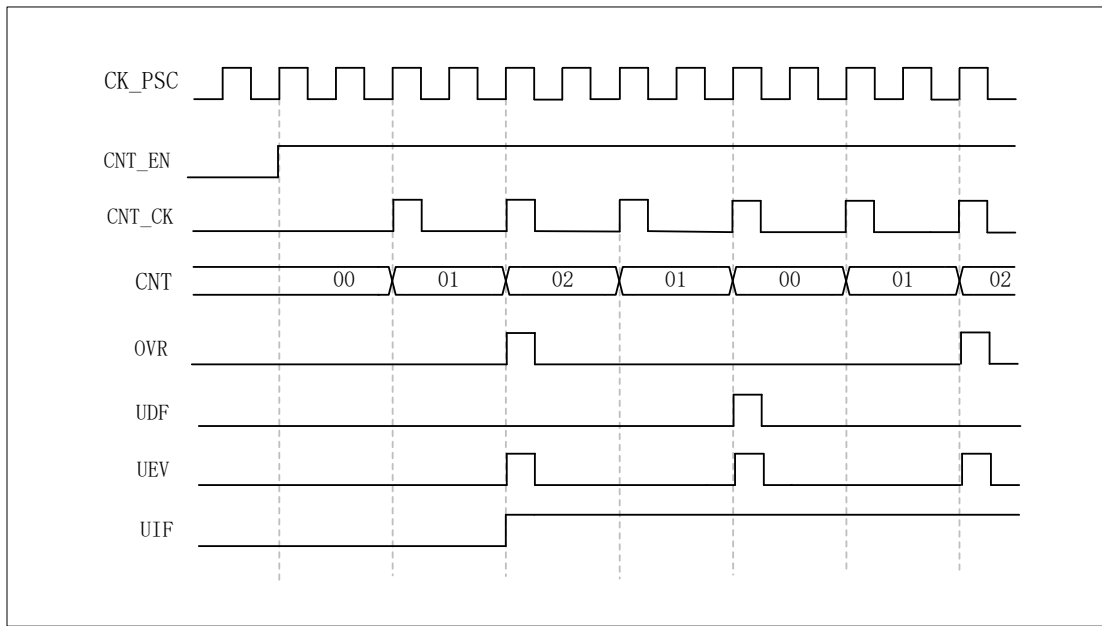 CK_PSC
CNT_EN
CNT_CK
CNT 00 01 02 01 00 01 02
OVR
UDF
UEV
UIF